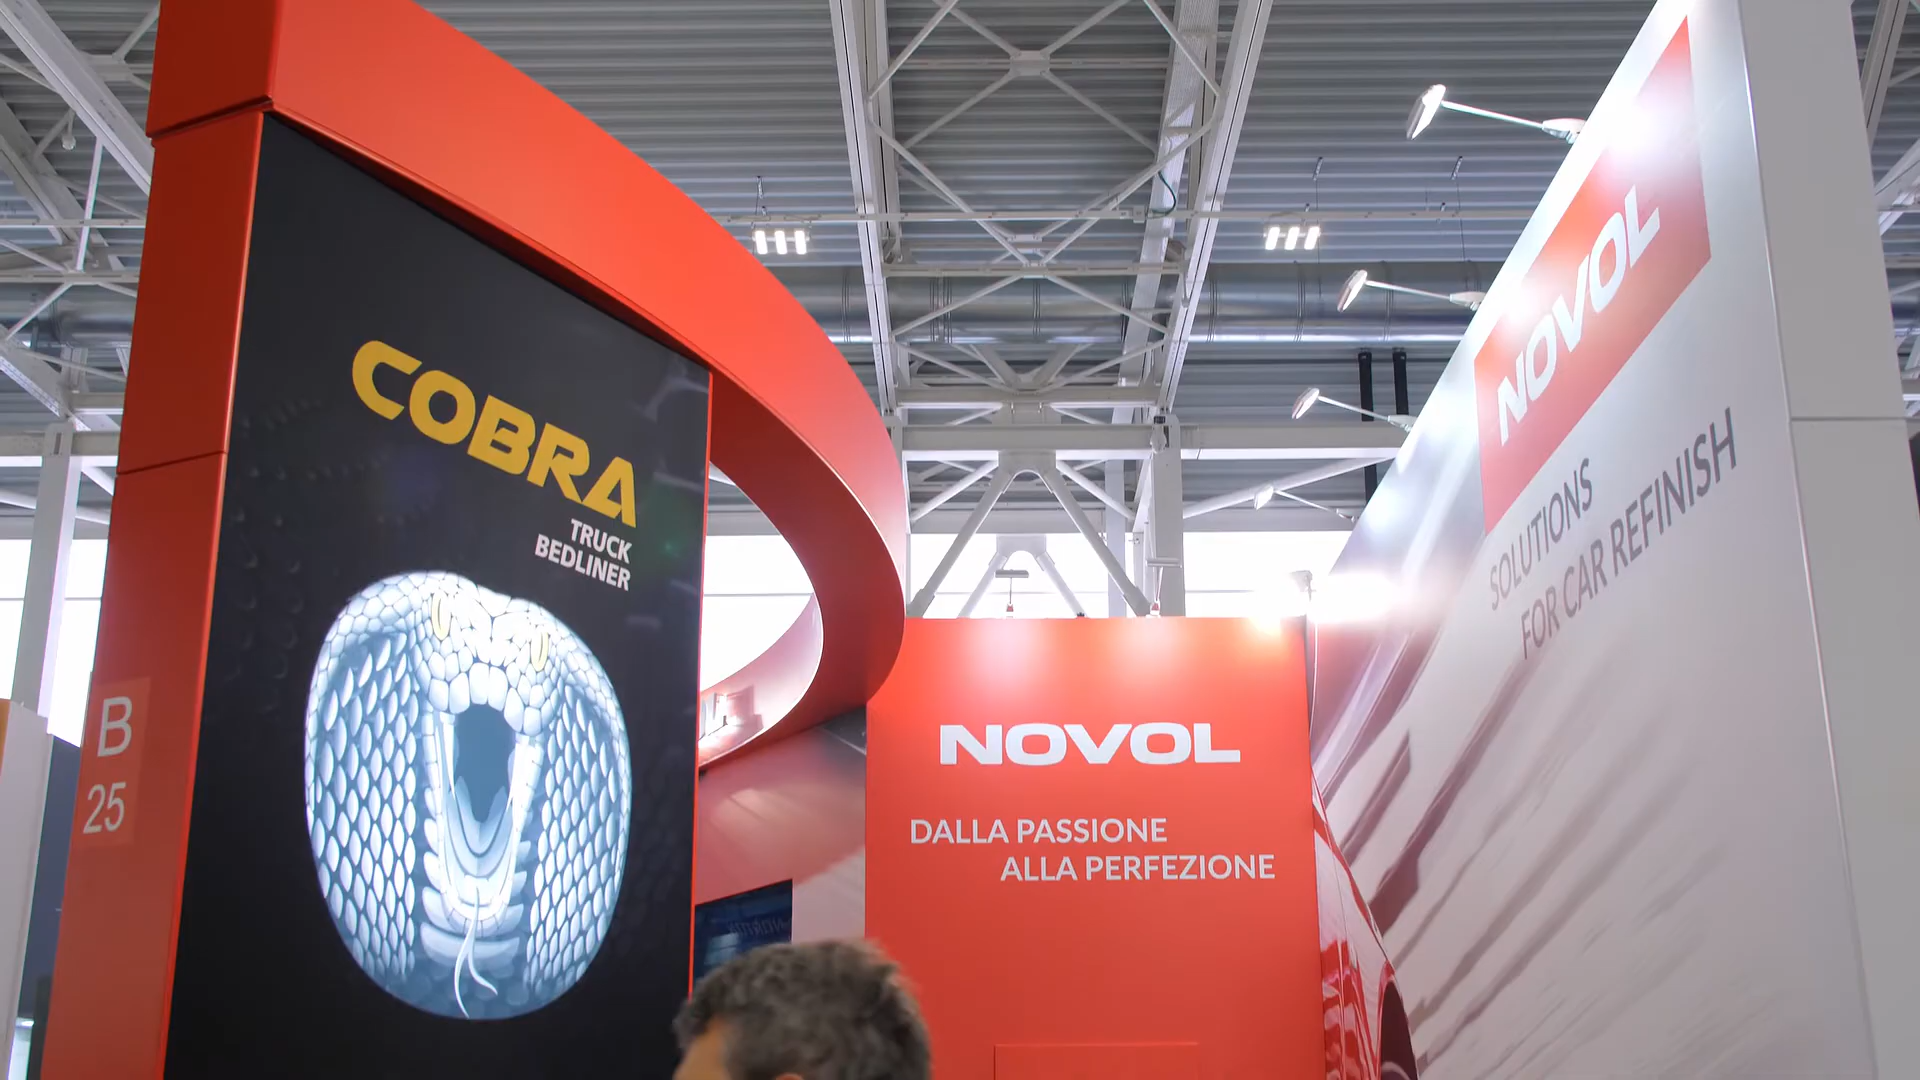 COBRA
TRUCK
BEDLINER
B
25
NOVOL
DALLA PASSIONE
ALLA PERFEZIONE
NOVOL
SOLUTIONS
FOR CAR REFINISH